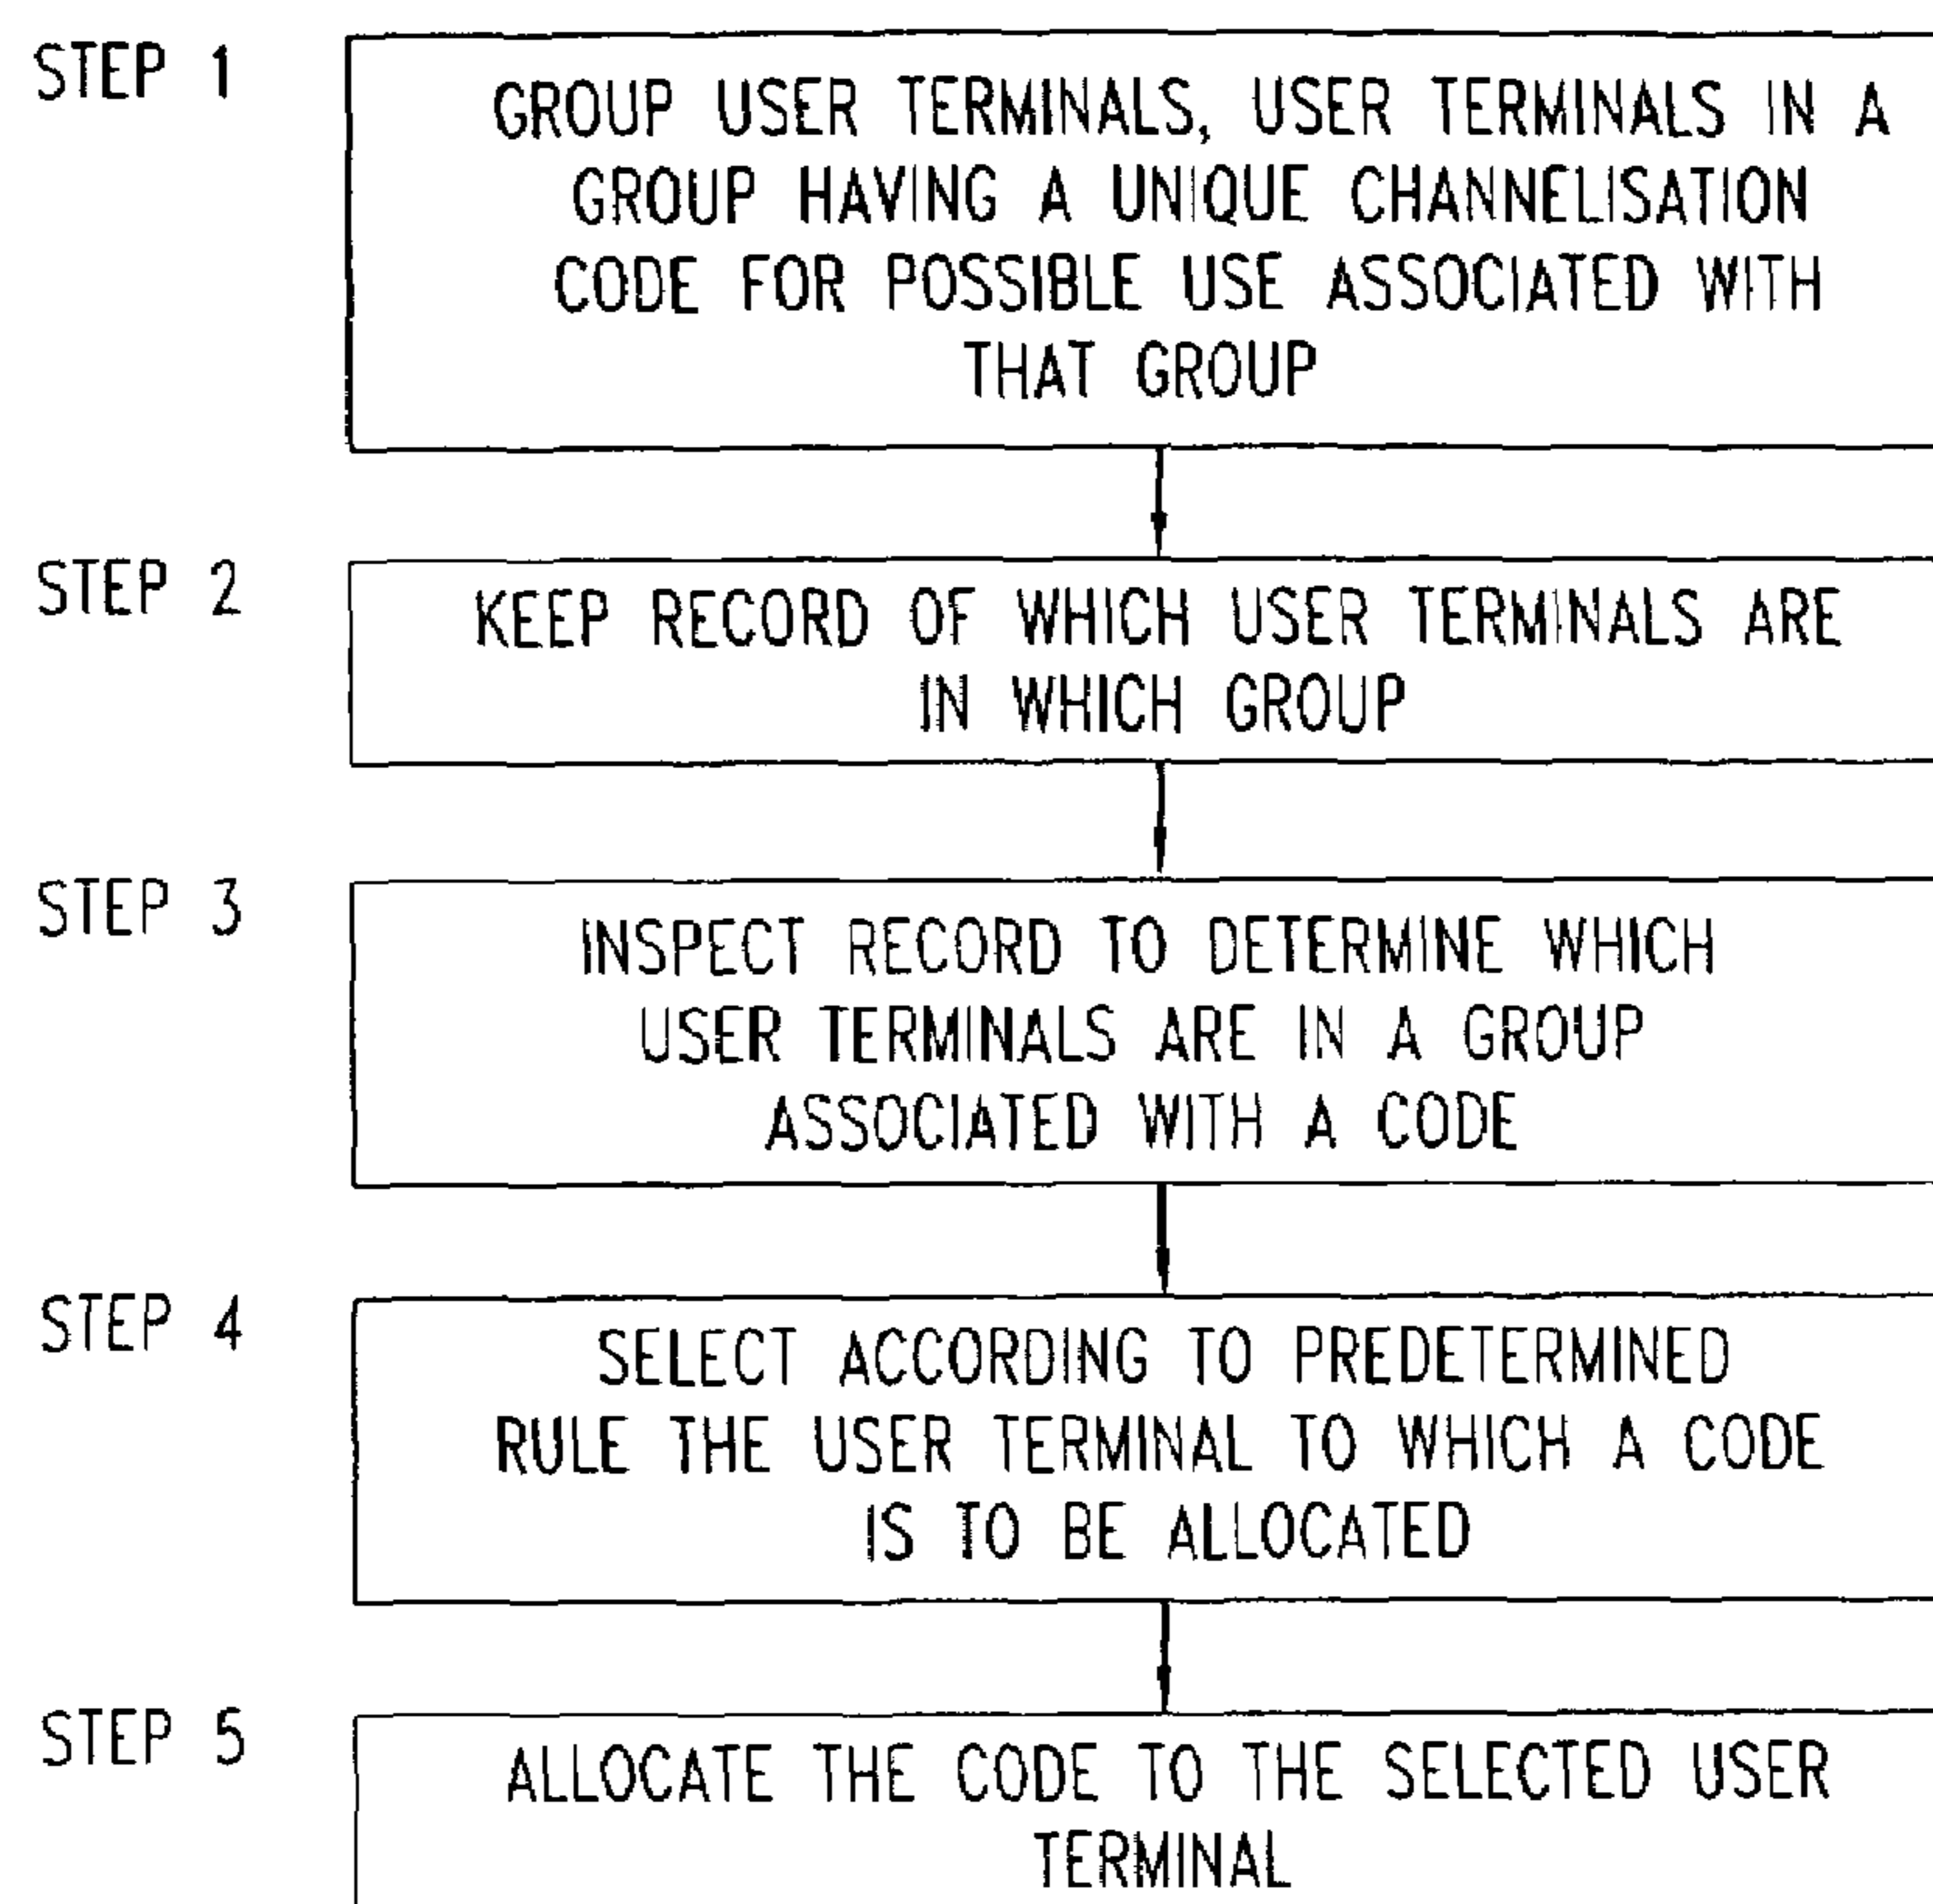 STEP 1
GROUP USER TERMINALS, USER TERMINALS IN A
GROUP HAVING A UNIQUE CHANNELISATION
CODE FOR POSSIBLE USE ASSOCIATED WITH
THAT GROUP
STEP 2
KEEP RECORD OF WHICH USER TERMINALS ARE
IN WHICH GROUP
STEP 3
INSPECT RECORD TO DETERMINE WHICH
USER TERMINALS ARE IN A GROUP
ASSOCIATED WITH A CODE
STEP 4
SELECT ACCORDING TO PREDETERMINED
RULE THE USER TERMINAL TO WHICH A CODE
IS TO BE ALLOCATED
STEP 5
ALLOCATE THE CODE TO THE SELECTED USER
TERMINAL